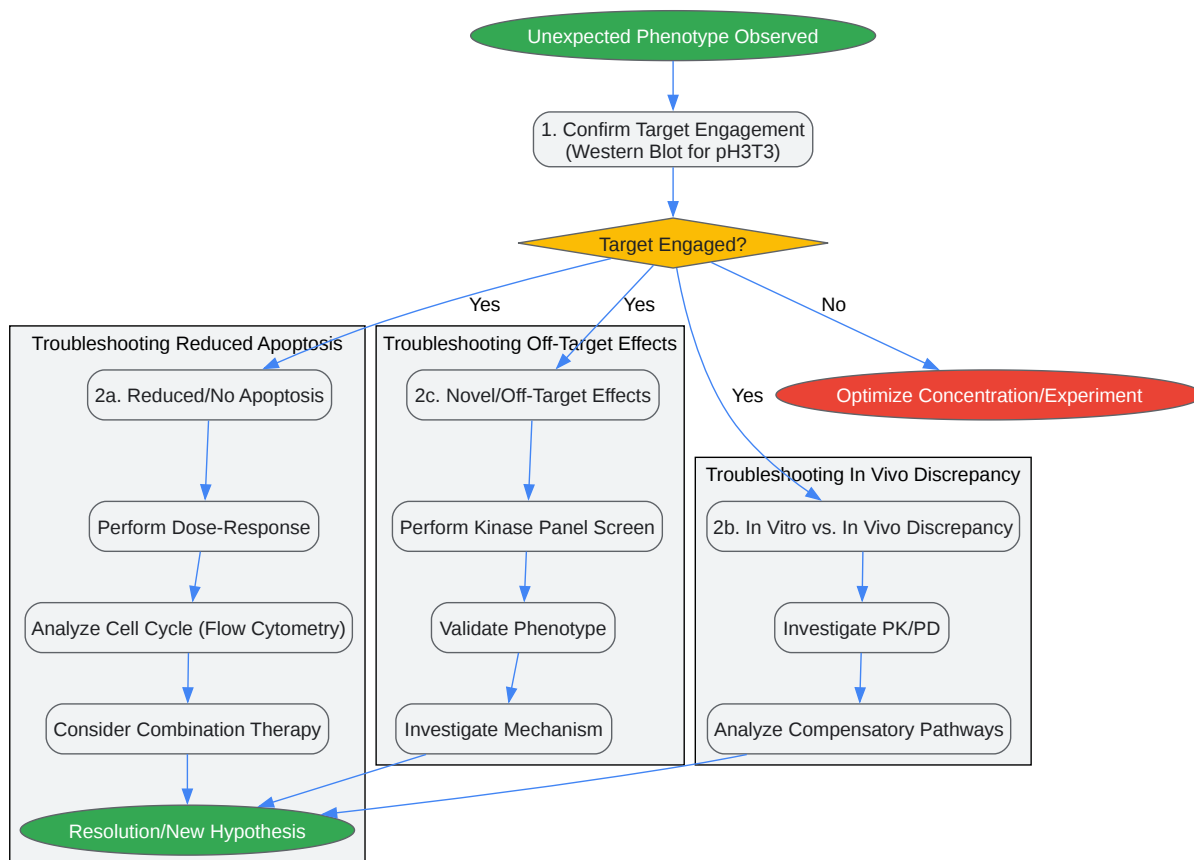 Unexpected Phenotype Observed
1. Confirm Target Engagement
(Western Blot for pH3T3)
Target Engaged?
Yes
Yes
Yes
No
Troubleshooting Reduced Apoptosis
2a. Reduced/No Apoptosis
Perform Dose-Response
Analyze Cell Cycle (Flow Cytometry)
Consider Combination Therapy
Troubleshooting Off-Target Effects
2c. Novel/Off-Target Effects
Perform Kinase Panel Screen
Validate Phenotype
Investigate Mechanism
Optimize Concentration/Experiment
Troubleshooting In Vivo Discrepancy
2b. In Vitro vs. In Vivo Discrepancy
Investigate PK/PD
Analyze Compensatory Pathways
Resolution/New Hypothesis